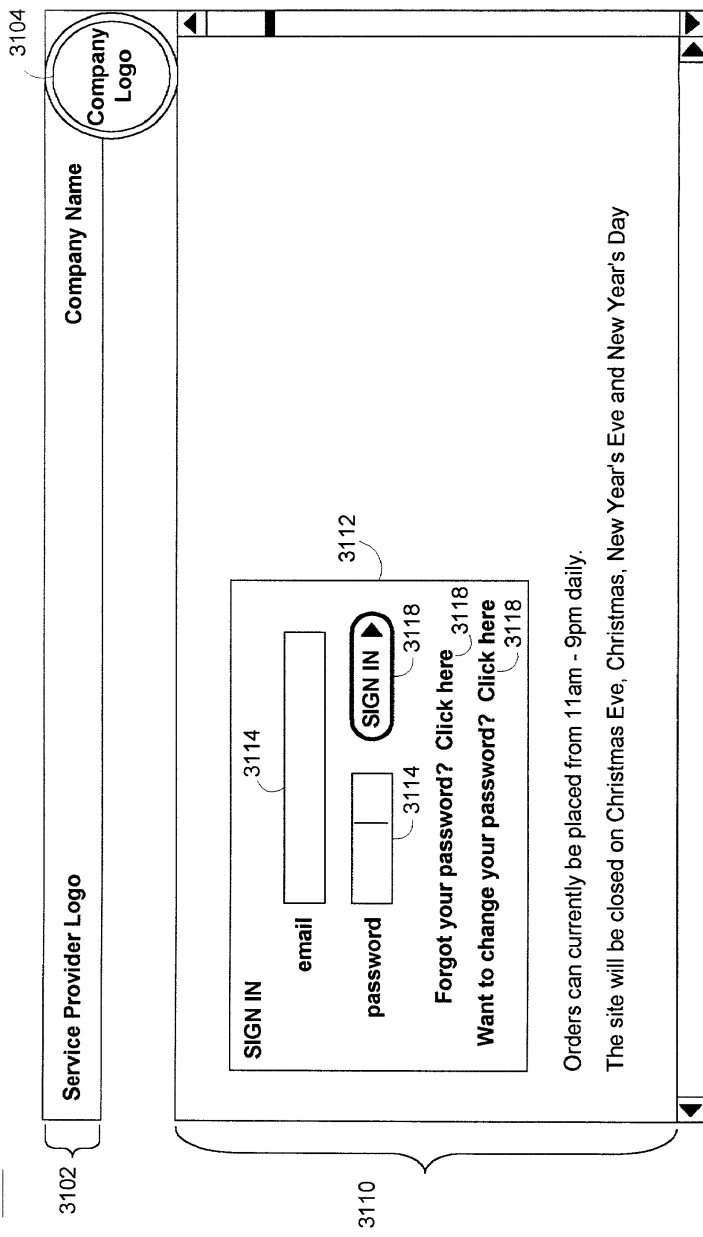 3104
3102
Service Provider Logo
Company Name
Company
Logo
3110
SIGN IN
3112
3114
email
password
3114
SIGN IN
3118
Forgot your password? Click here
3118
Want to change your password? Click here
3118
Orders can currently be placed from 11am - 9pm daily.
The site will be closed on Christmas Eve, Christmas, New Year's Eve and New Year's Day